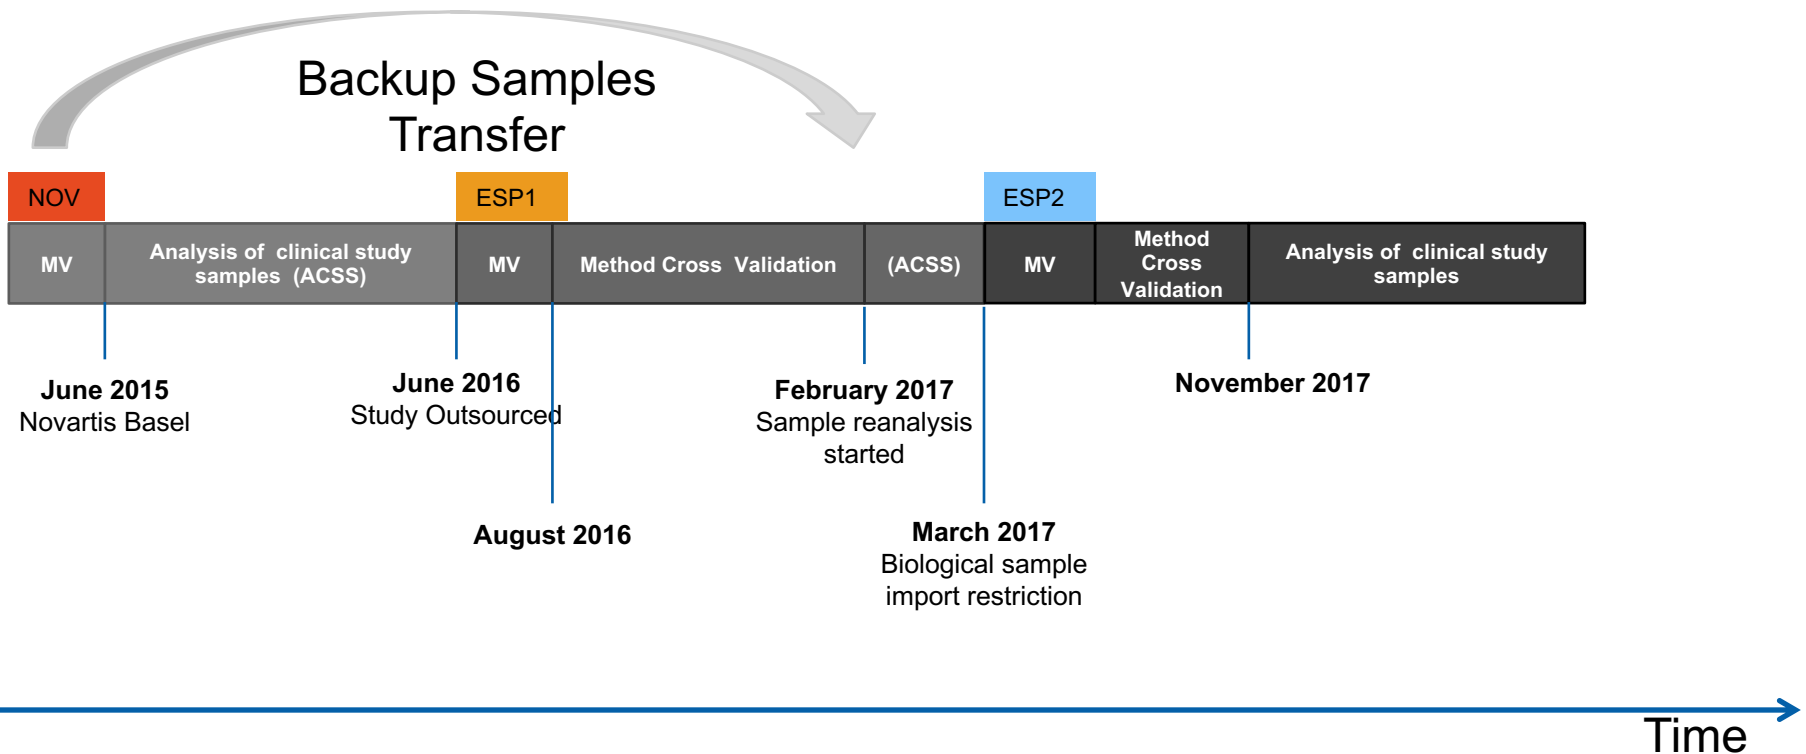 Backup Samples
Transfer
NOV
ESP1
ESP2
MV
Analysis of clinical study
samples (ACSS)
MV
Method Cross Validation
(ACSS)
MV
Method
Cross
Validation
Analysis of clinical study
samples
June 2015
Novartis Basel
June 2016
Study Outsourced
February 2017
Sample reanalysis
started
November 2017
August 2016
March 2017
Biological sample
import restriction
Time